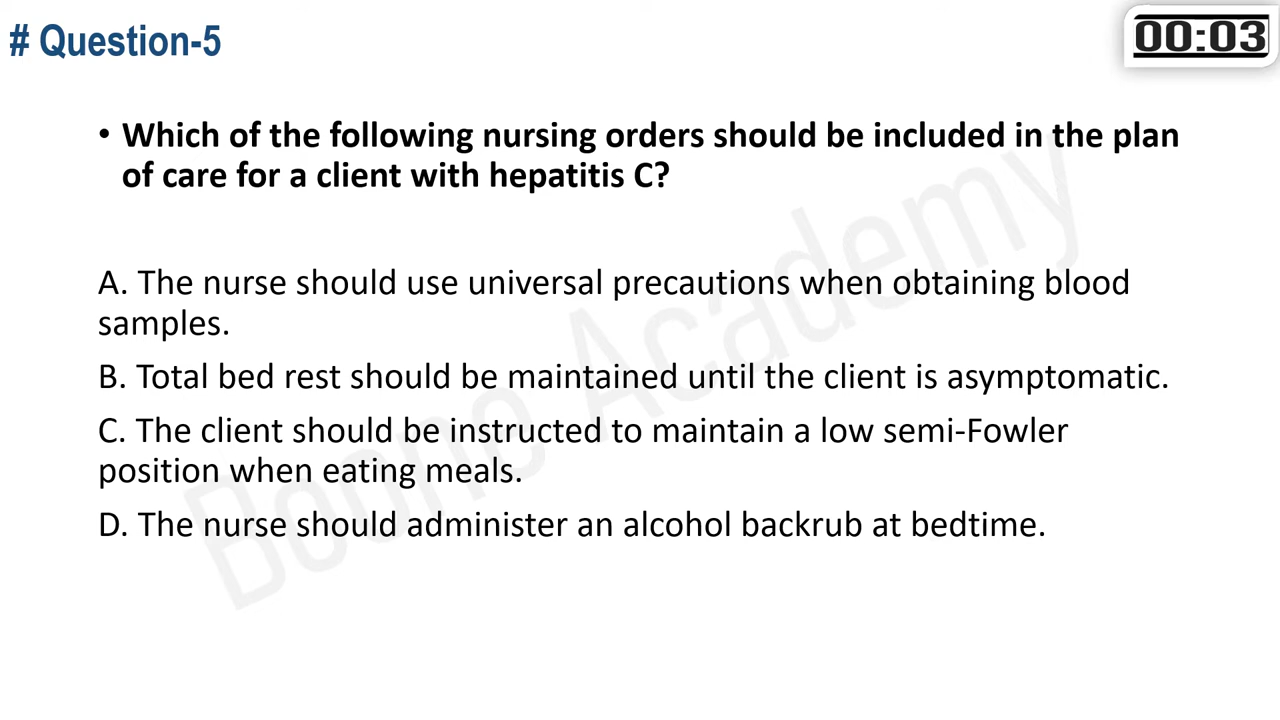 # Question-5
00:03
• Which of the following nursing orders should be included in the plan
of care for a client with hepatitis C?
A. The nurse should use universal precautions when obtaining blood
samples.
B. Total bed rest should be maintained until the client is asymptomatic.
C. The client should be instructed to maintain a low semi-Fowler
position when eating meals.
D. The nurse should administer an alcohol backrub at bedtime.